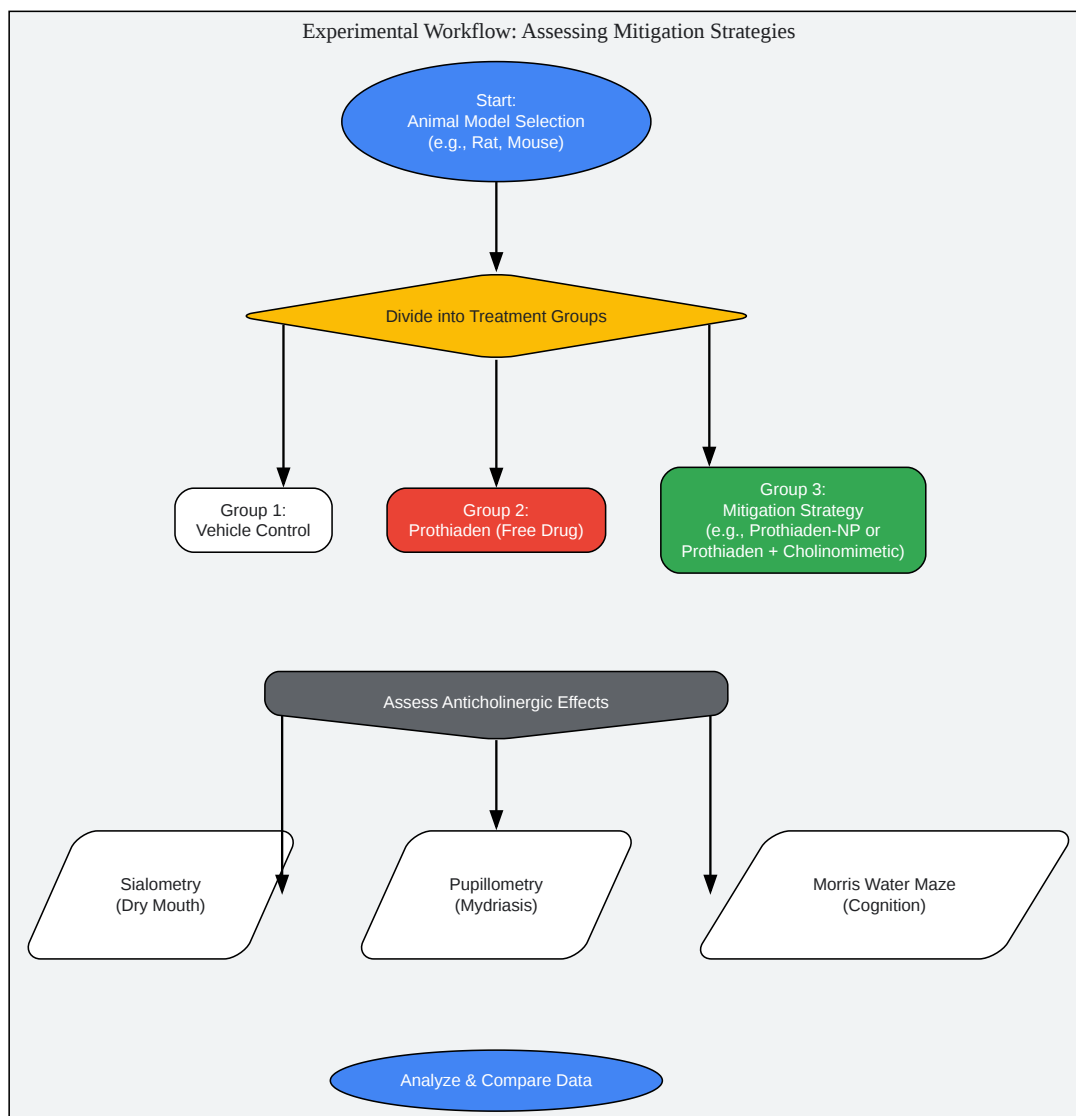 Experimental Workflow: Assessing Mitigation Strategies
Start:
Animal Model Selection
(e.g., Rat, Mouse)
Divide into Treatment Groups
Group 1:
Vehicle Control
Group 2:
Prothiaden (Free Drug)
Group 3:
Mitigation Strategy
(e.g., Prothiaden-NP or
Prothiaden + Cholinomimetic)
Assess Anticholinergic Effects
Sialometry
(Dry Mouth)
Pupillometry
(Mydriasis)
Morris Water Maze
(Cognition)
Analyze & Compare Data